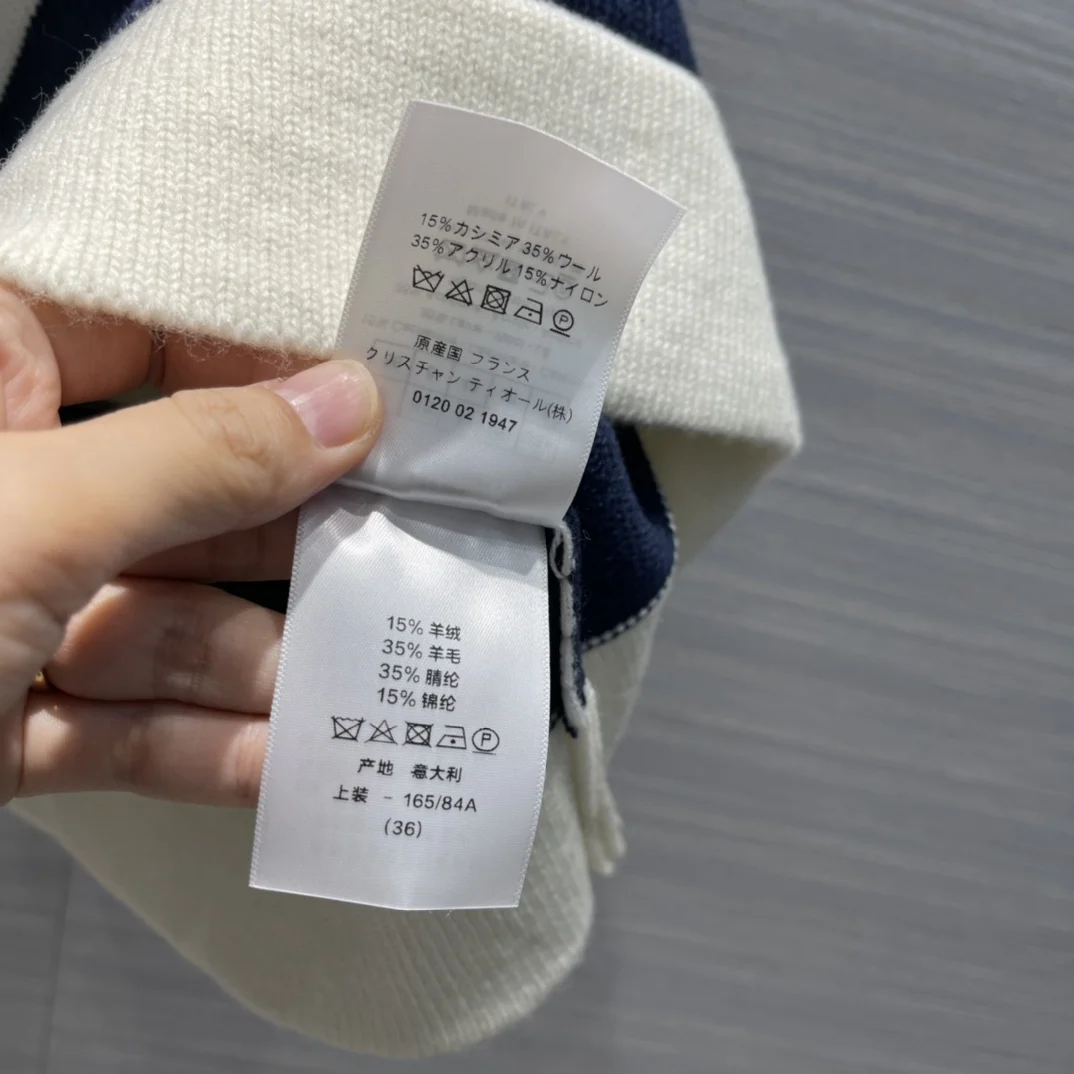 15%カシミア35%ウール
35%アクリル15%ナイロン
P
原産国 フランス
クリスチャン ティオール(株)
0120 02 1947
15% 羊绒
35% 羊毛
35% 腈纶
15% 锦纶
P
产地 意大利
上装 - 165/84A
(36)